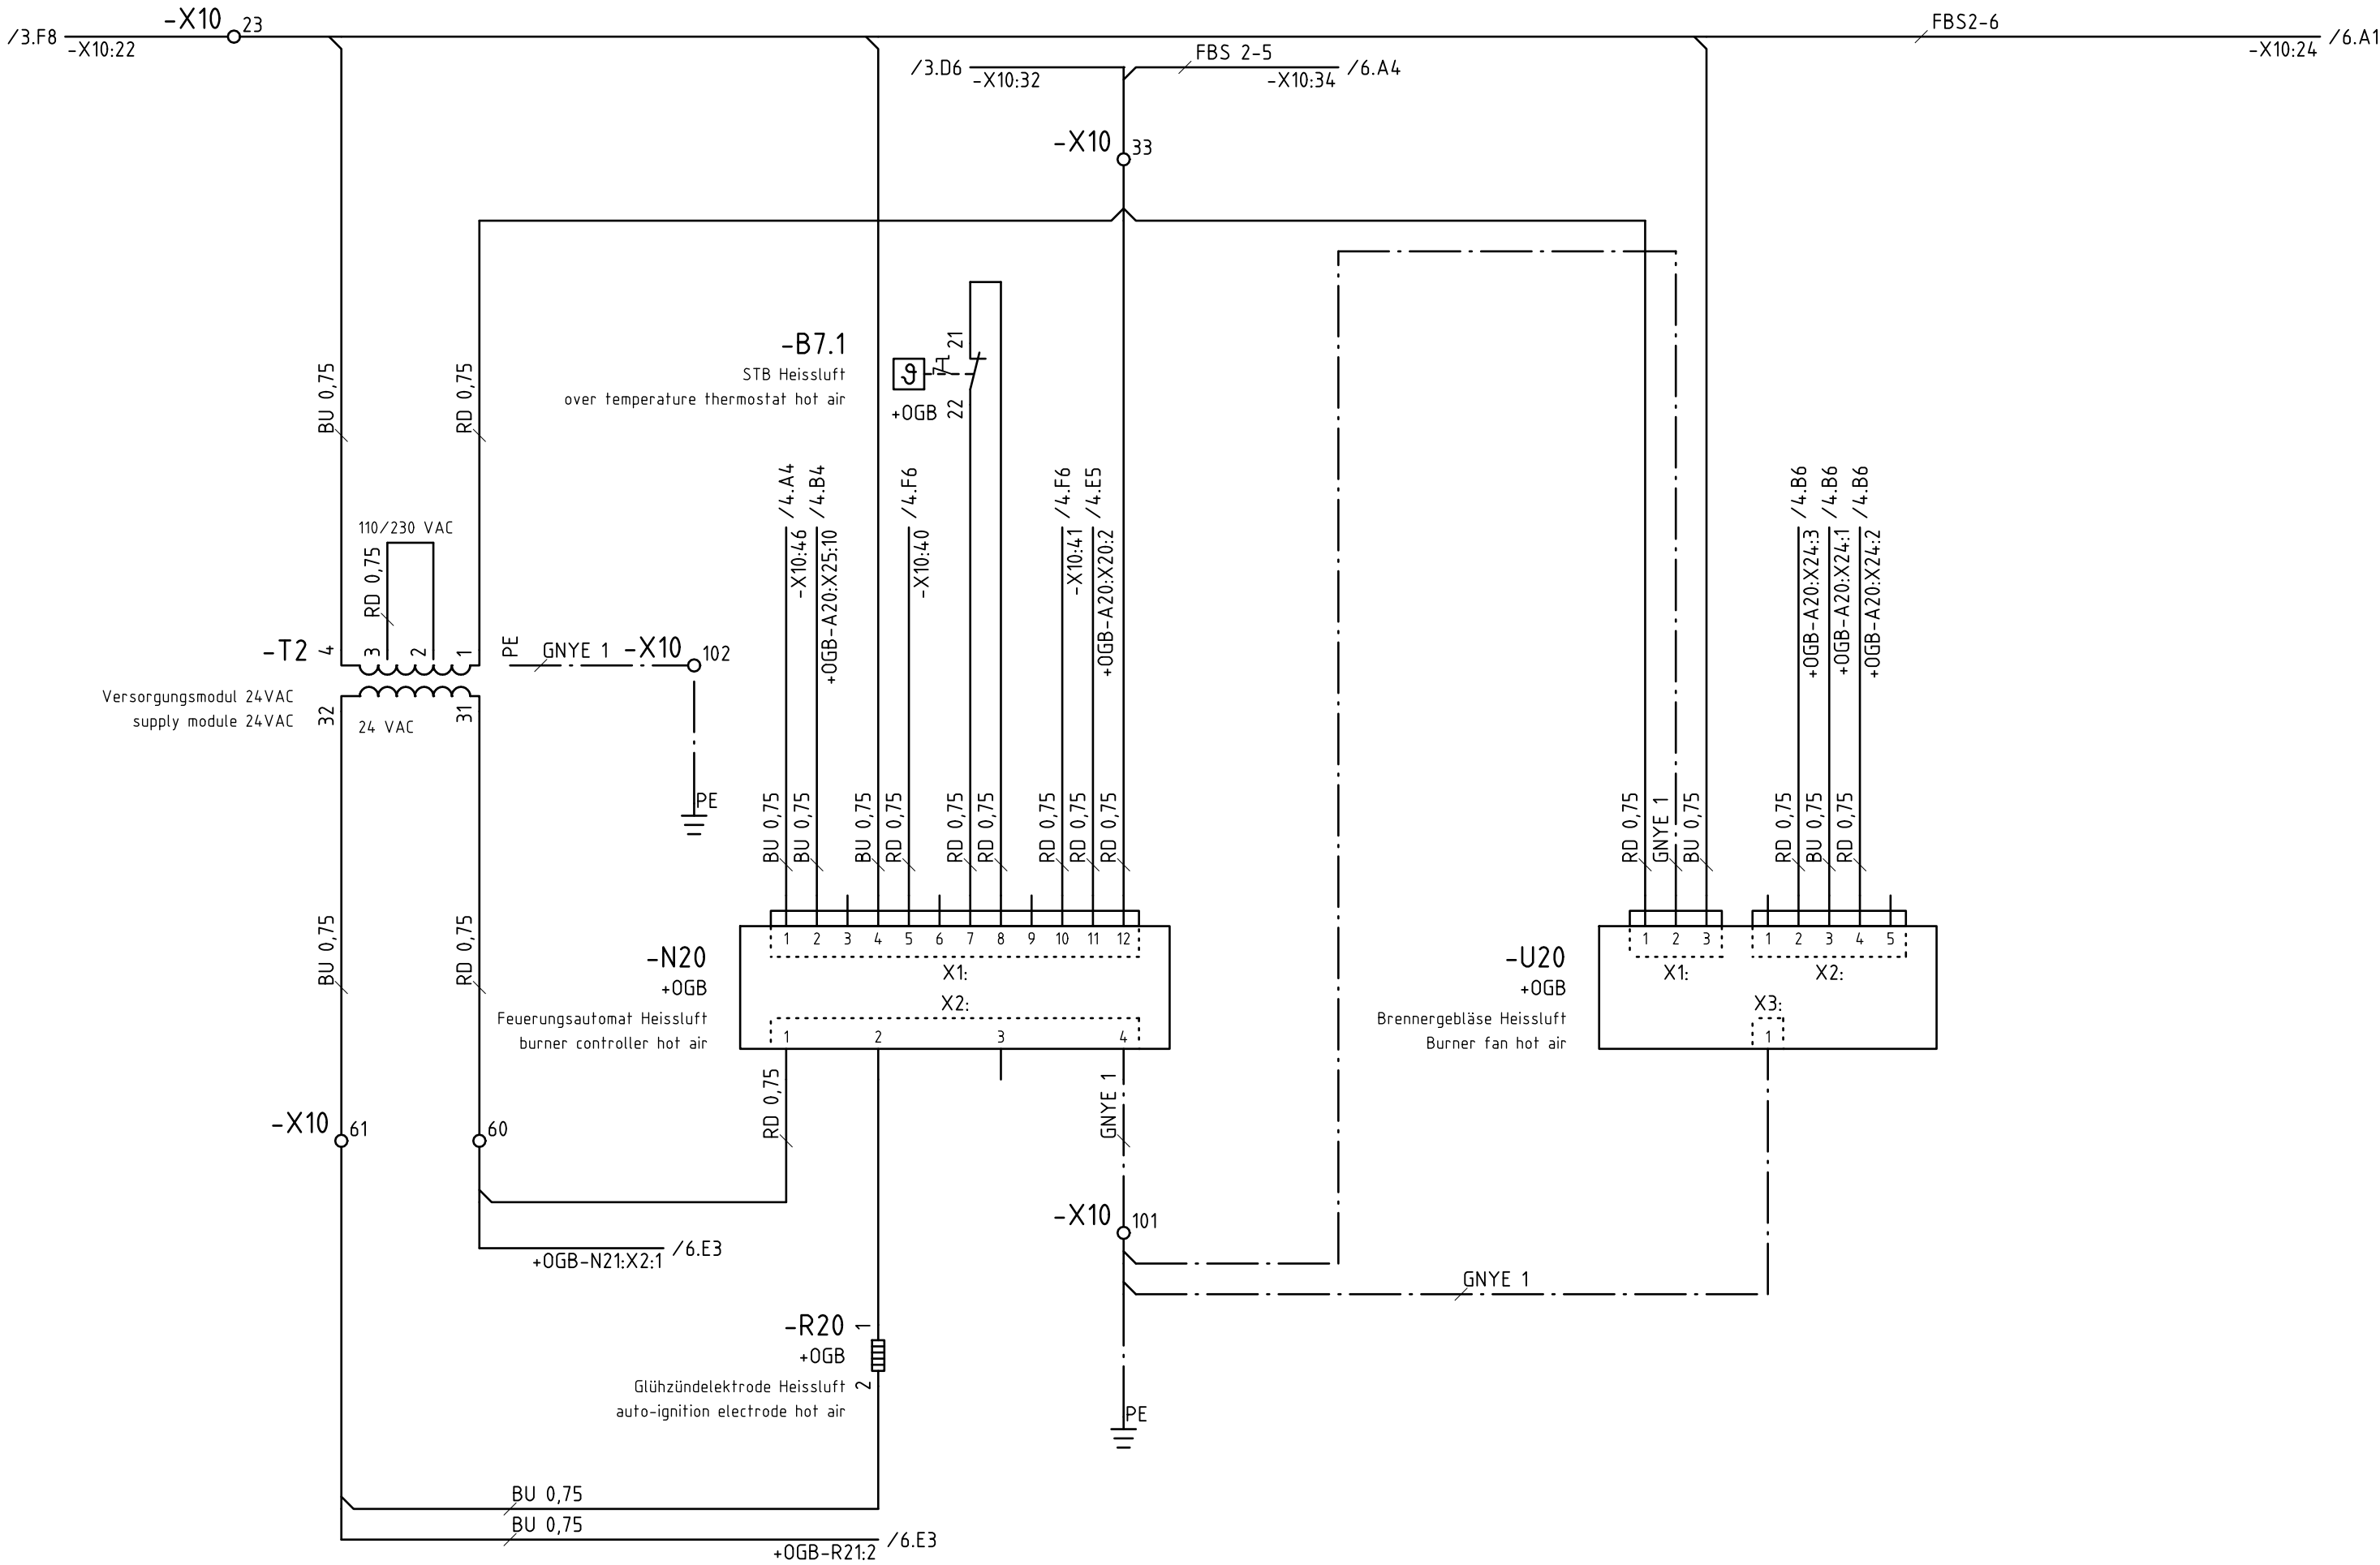 /3.F8
-X10:22
-X10
23
FBS2-6
-X10:24
/6.A1
/3.D6
-X10:32
FBS 2-5
-X10:34
/6.A4
-X10
33
-B7.1
STB Heissluft
over temperature thermostat hot air
ϑ
+OGB
21
22
BU 0,75
RD 0,75
110/230 VAC
RD 0,75
-T2
4
3
2
1
Versorgungsmodul 24VAC
supply module 24VAC
32
24 VAC
31
PE
GNYE 1
-X10
102
PE
/4.A4
-X10:46
/4.B4
+OGB-A20:X25:10
/4.F6
-X10:40
/4.F6
-X10:41
/4.E5
+OGB-A20:X20:2
/4.B6
+OGB-A20:X24:3
/4.B6
+OGB-A20:X24:1
/4.B6
+OGB-A20:X24:2
BU 0,75
BU 0,75
BU 0,75
RD 0,75
RD 0,75
RD 0,75
RD 0,75
RD 0,75
RD 0,75
RD 0,75
GNYE 1
BU 0,75
RD 0,75
BU 0,75
RD 0,75
BU 0,75
RD 0,75
-N20
+OGB
Feuerungsautomat Heissluft
burner controller hot air
1 2 3 4 5 6 7 8 9 10 11 12
X1:
X2:
1 2 3 4
-U20
+OGB
Brennergebläse Heissluft
Burner fan hot air
1 2 3
X1:
1 2 3 4 5
X2:
X3:
1
-X10
61
60
RD 0,75
GNYE 1
+OGB-N21:X2:1
/6.E3
-X10
101
GNYE 1
-R20
+OGB
1
2
Glühzündelektrode Heissluft
auto-ignition electrode hot air
PE
BU 0,75
BU 0,75
+OGB-R21:2
/6.E3